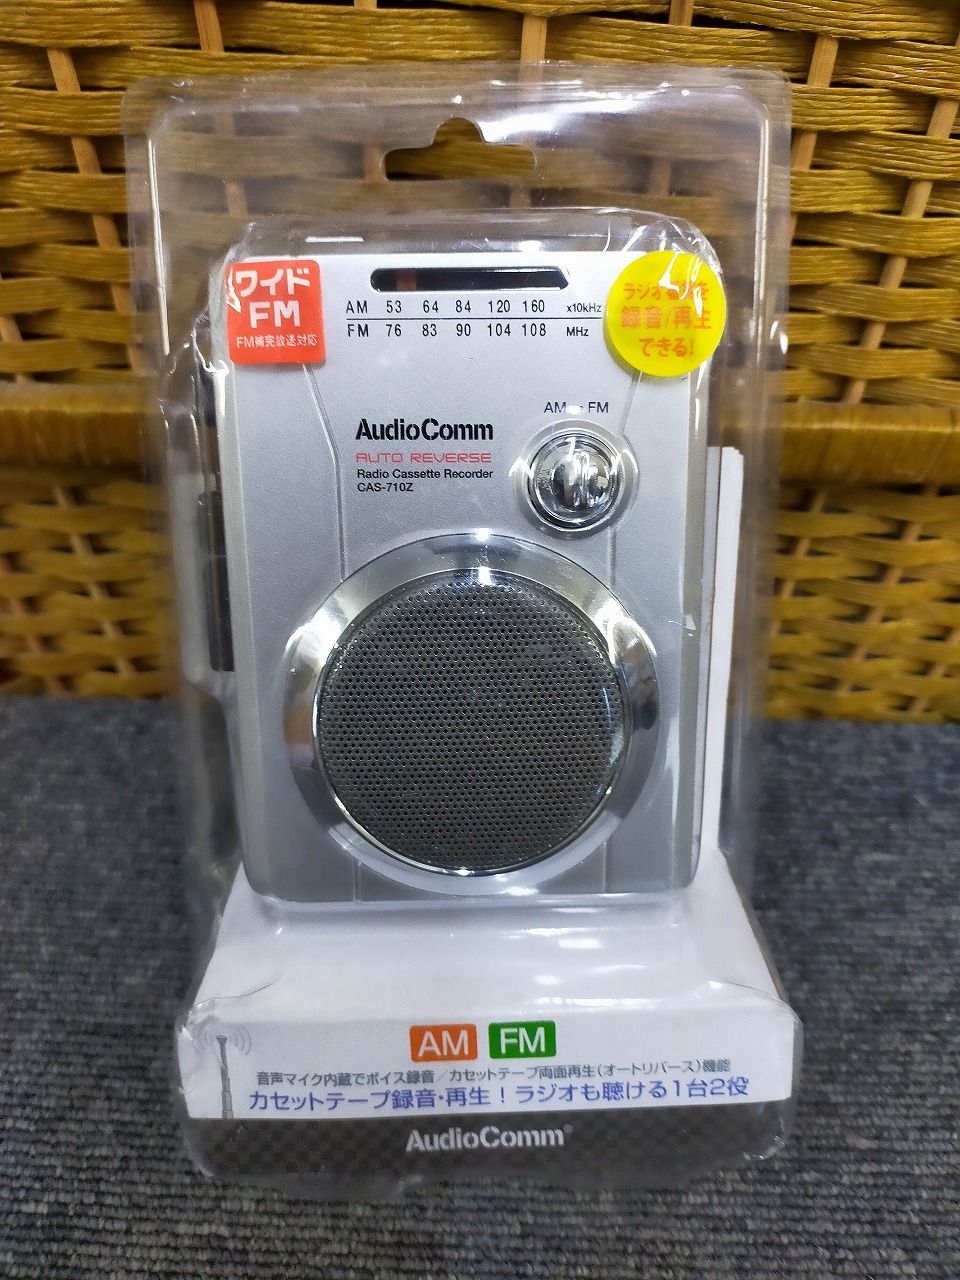 ワイド
FM
FM補完放送対応
AM 53 64 84 120 160 x10kHz
FM 76 83 90 104 108 MHz
ラジオ を
録音/再生
できる!
AM FM
AudioComm
AUTO REVERSE
Radio Cassette Recorder
CAS-710Z
AM FM
音声マイク内蔵でボイス録音/カセットテープ両面再生(オートリバース)機能
カセットテープ録音・再生!ラジオも聴ける1台2役
AudioComm®